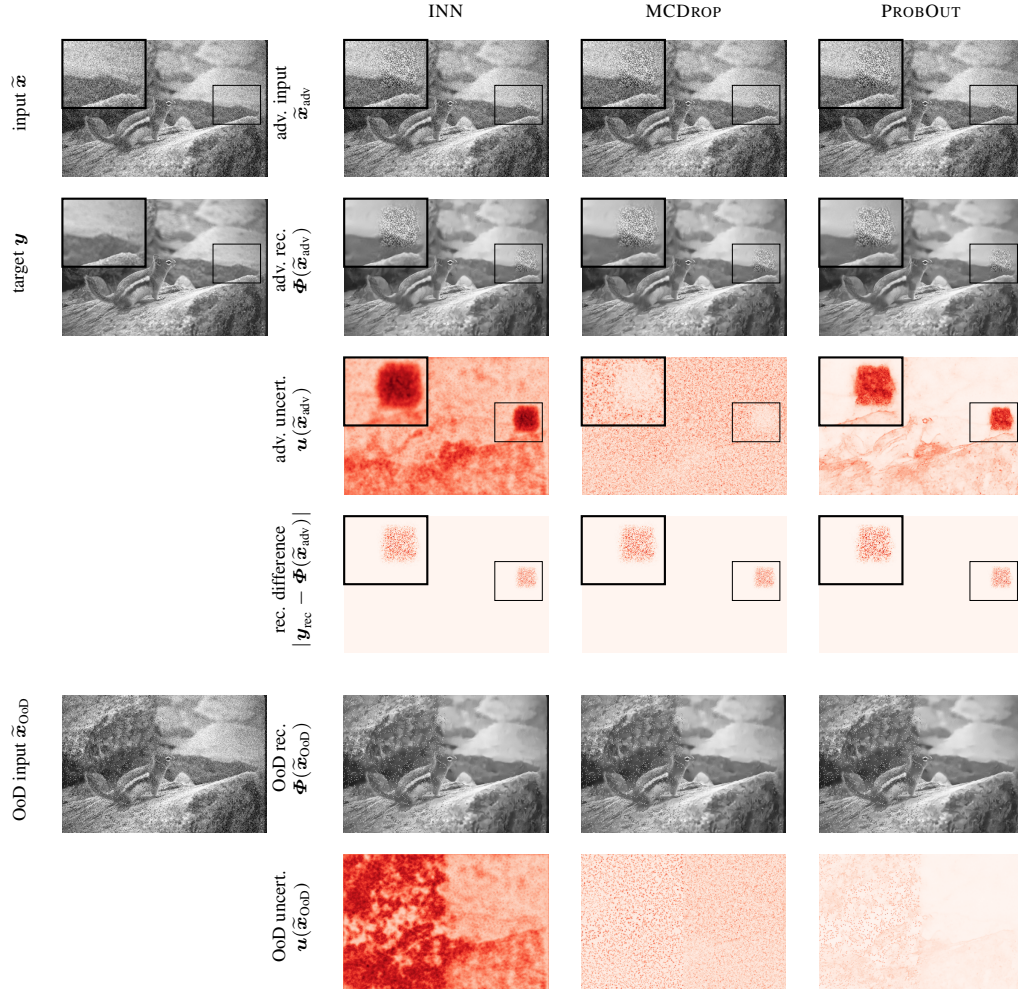 INN MCDROP PROBOUT
input x̃
adv. input
x̃adv
target y
adv. rec.
Φ(x̃adv)
adv. uncert.
u(x̃adv)
rec. difference
|yrec − Φ(x̃adv)|
OoD input x̃OoD
OoD rec.
Φ(x̃OoD)
OoD uncert.
u(x̃OoD)